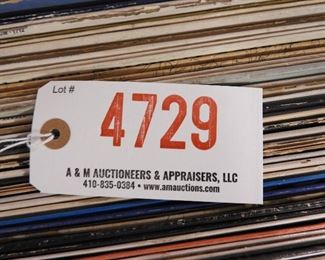 Lot #
4729
A & M AUCTIONEERS & APPRAISERS, LLC
410-835-0384 • www.amauctions.com